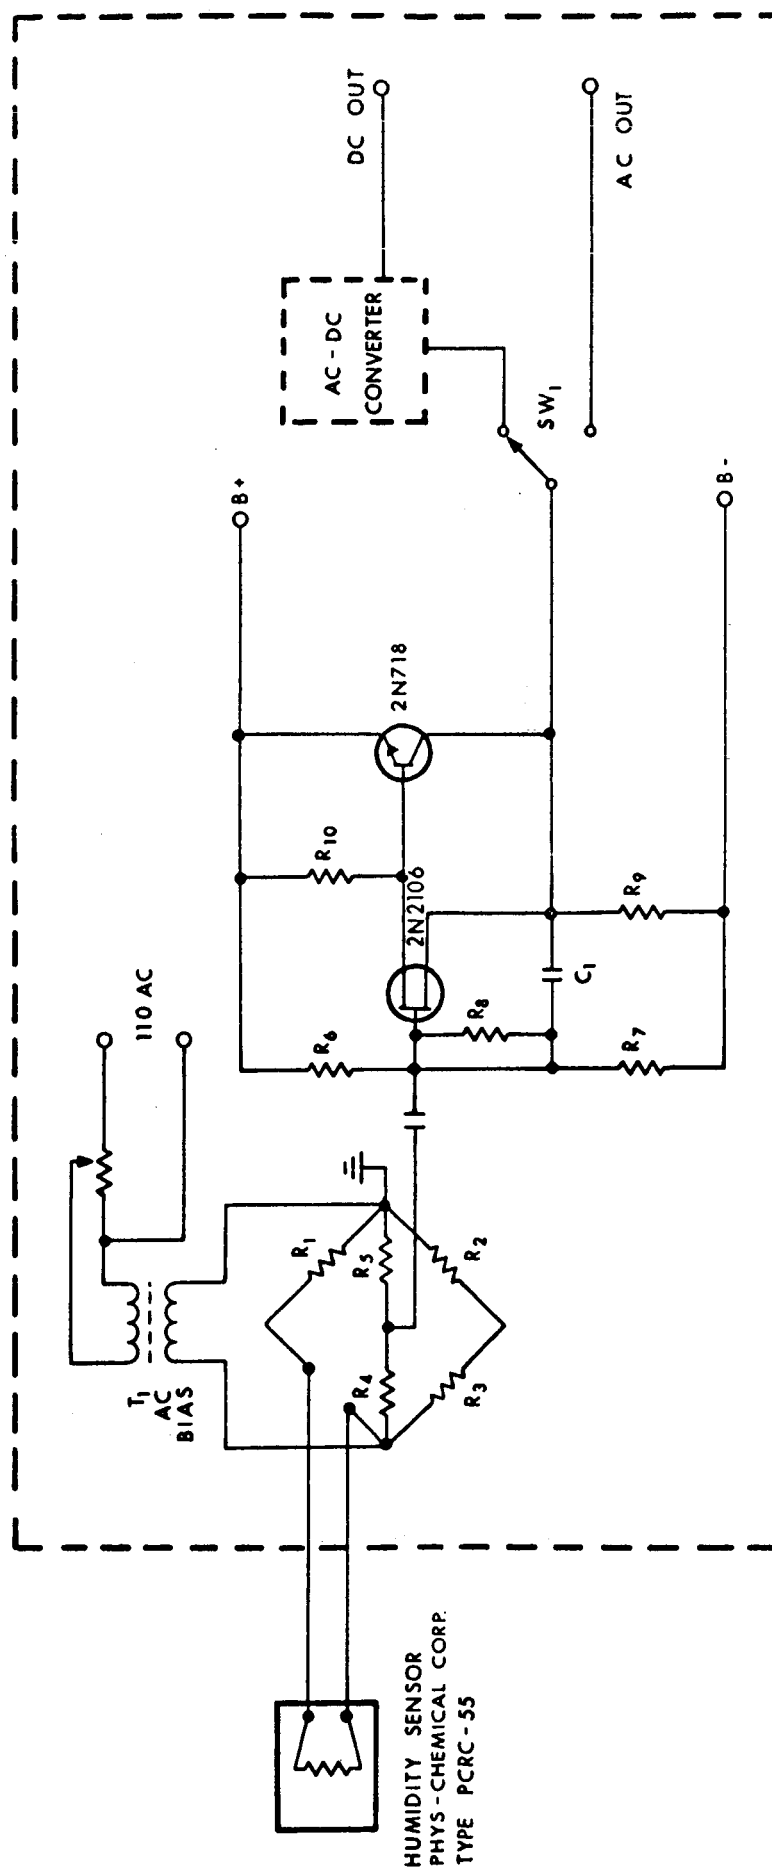 HUMIDITY SENSOR
PHYS-CHEMICAL CORP.
TYPE PCRC-55
T1
AC
BIAS
110 AC
R1
R4
R5
R3
R2
R6
R8
R7
C1
2N2106
R10
R9
2N718
B+
B-
SW1
AC-DC
CONVERTER
DC OUT
AC OUT